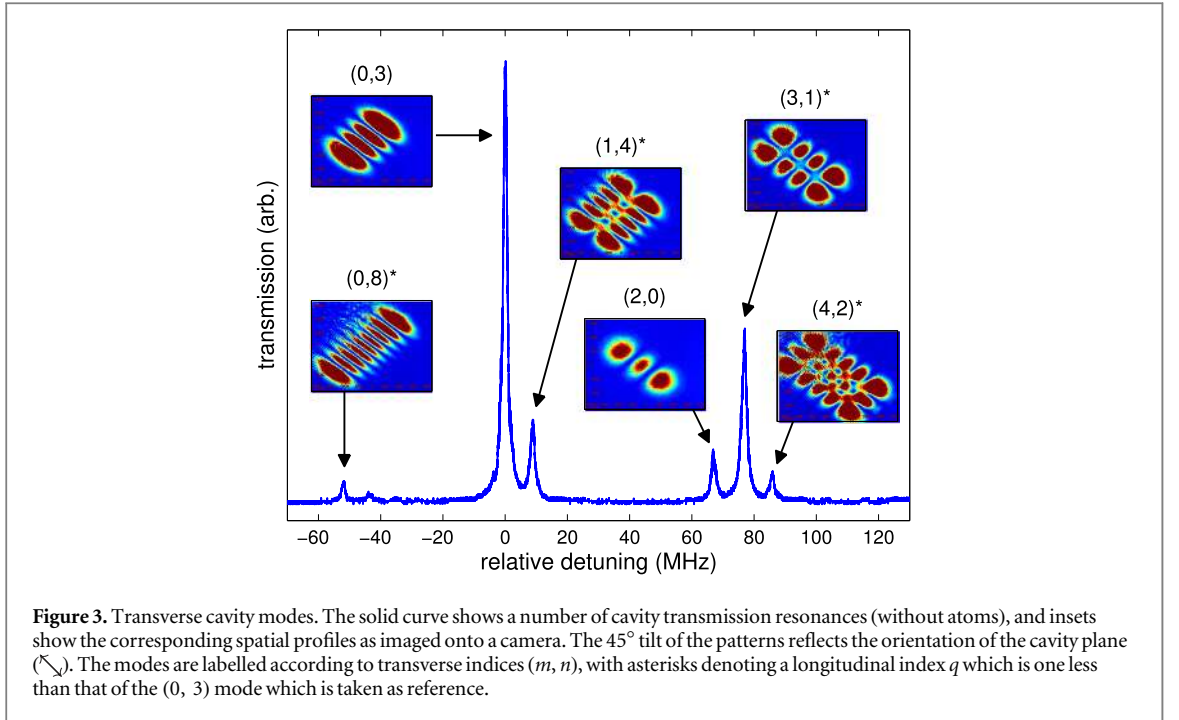 (0,3)
(3,1)*
(1,4)*
(0,8)*
(2,0)
(4,2)*
transmission (arb.)
−60 −40 −20 0 20 40 60 80 100 120
relative detuning (MHz)
Figure 3. Transverse cavity modes. The solid curve shows a number of cavity transmission resonances (without atoms), and insets
show the corresponding spatial profiles as imaged onto a camera. The 45° tilt of the patterns reflects the orientation of the cavity plane
(⤡). The modes are labelled according to transverse indices (m, n), with asterisks denoting a longitudinal index q which is one less
than that of the (0, 3) mode which is taken as reference.